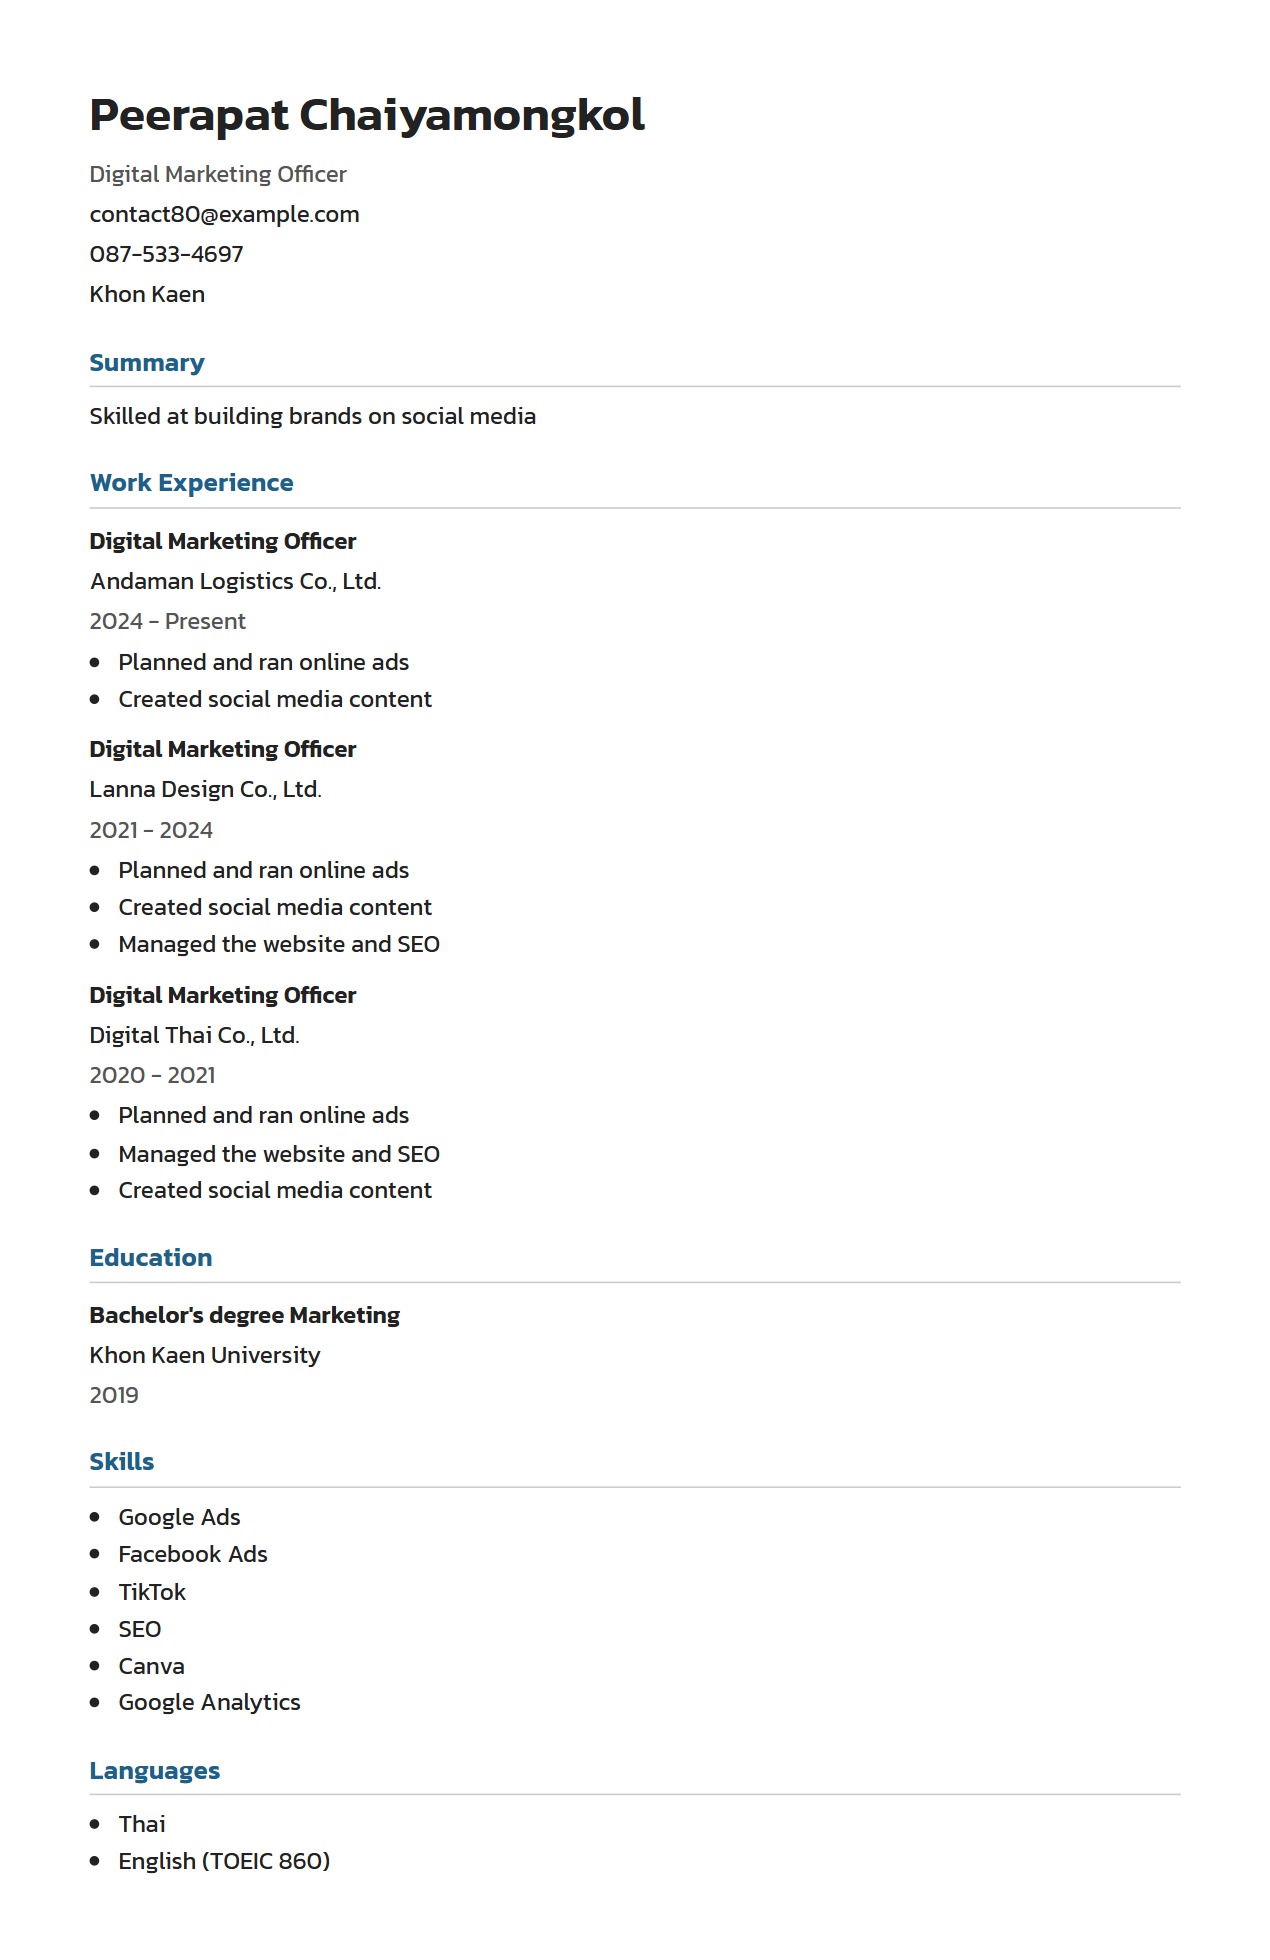 Peerapat Chaiyamongkol
Digital Marketing Officer
contact80@example.com
087-533-4697
Khon Kaen
Summary
Skilled at building brands on social media
Work Experience
Digital Marketing Officer
Andaman Logistics Co., Ltd.
2024 - Present
• Planned and ran online ads
• Created social media content
Digital Marketing Officer
Lanna Design Co., Ltd.
2021 - 2024
• Planned and ran online ads
• Created social media content
• Managed the website and SEO
Digital Marketing Officer
Digital Thai Co., Ltd.
2020 - 2021
• Planned and ran online ads
• Managed the website and SEO
• Created social media content
Education
Bachelor's degree Marketing
Khon Kaen University
2019
Skills
• Google Ads
• Facebook Ads
• TikTok
• SEO
• Canva
• Google Analytics
Languages
• Thai
• English (TOEIC 860)